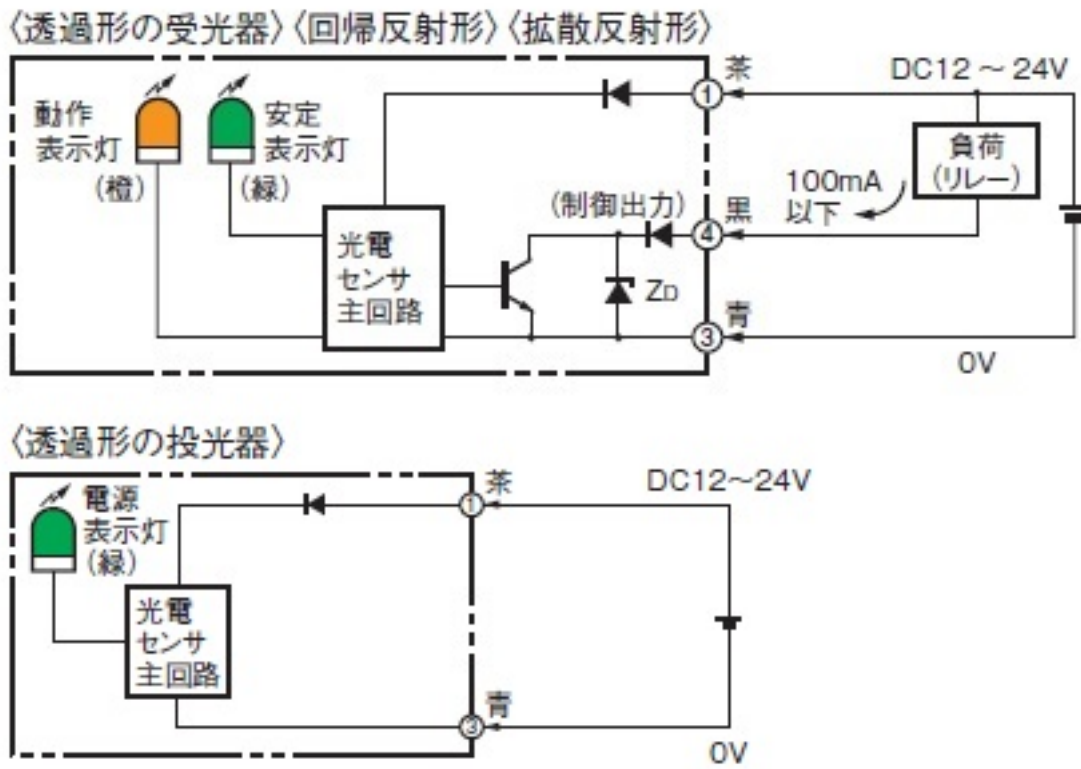 〈透過形の受光器〉〈回帰反射形〉〈拡散反射形〉
動作
表示灯
(橙)
安定
表示灯
(緑)
光電
センサ
主回路
(制御出力)
ZD
①
茶
④
黒
③
青
100mA
以下
DC12～24V
負荷
(リレー)
0V
〈透過形の投光器〉
電源
表示灯
(緑)
光電
センサ
主回路
①
茶
③
青
DC12～24V
0V